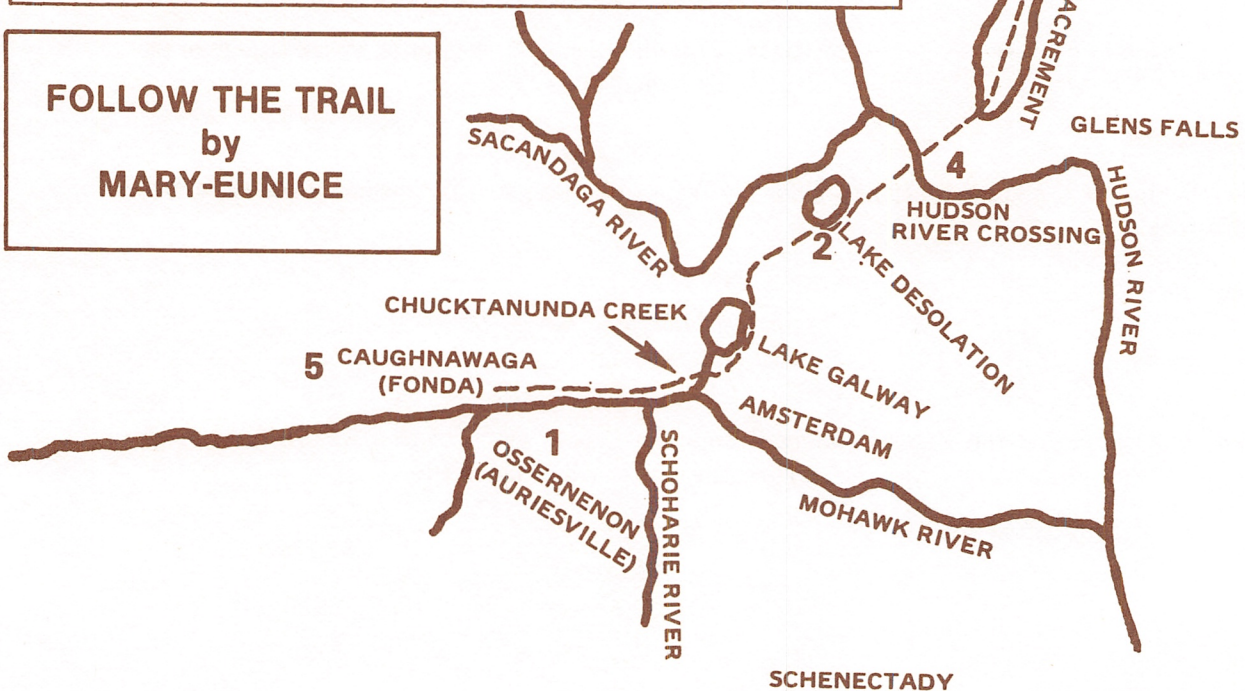 FOLLOW THE TRAIL
by
MARY-EUNICE
ACREMENT
GLENS FALLS
SACANDAGA RIVER
4
HUDSON
RIVER CROSSING
HUDSON RIVER
2
LAKE DESOLATION
CHUCKTANUNDA CREEK
LAKE GALWAY
5 CAUGHNAWAGA
(FONDA)
AMSTERDAM
1
OSSERNENON
(AURIESVILLE)
SCHOHARIE RIVER
MOHAWK RIVER
SCHENECTADY